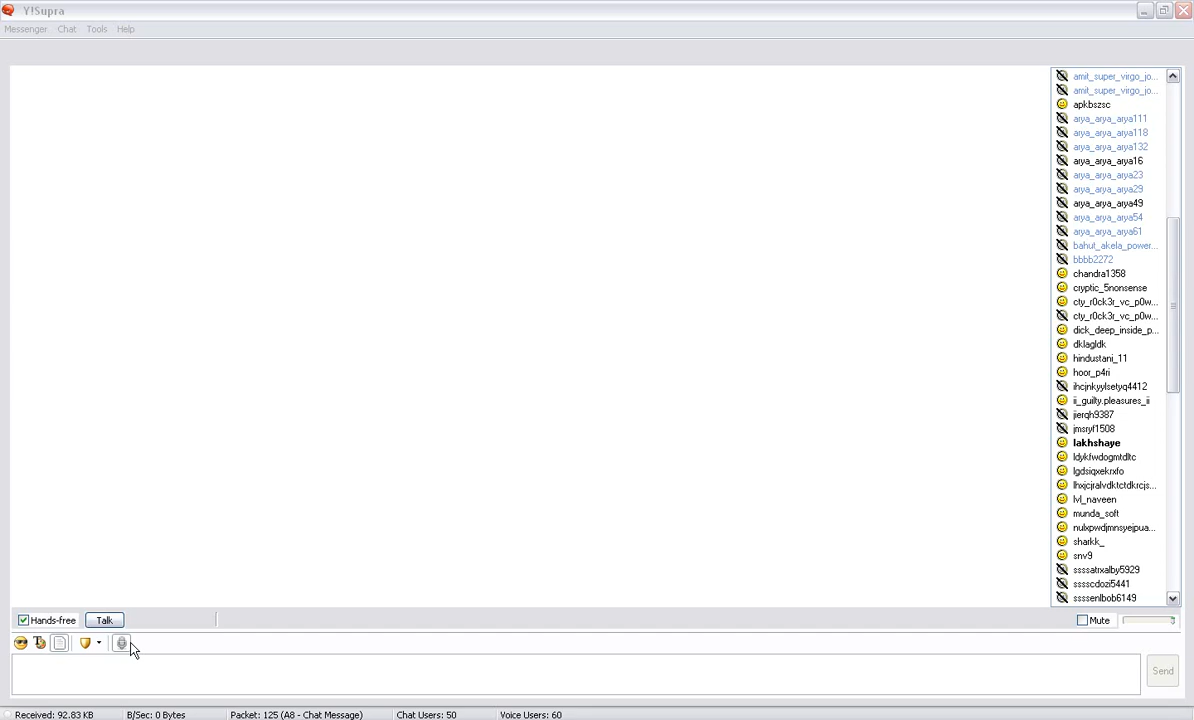 Y!Supra
Messenger Chat Tools Help
amit_super_virgo_jo...
amit_super_virgo_jo...
apkbszsc
arya_arya_arya111
arya_arya_arya118
arya_arya_arya132
arya_arya_arya16
arya_arya_arya23
arya_arya_arya29
arya_arya_arya49
arya_arya_arya54
arya_arya_arya61
bahut_akela_power...
bbbb2272
chandra1358
cryptic_5nonsense
cty_r0ck3r_vc_p0w...
cty_r0ck3r_vc_p0w...
dick_deep_inside_p...
dklagldk
hindustani_11
hoor_p4ri
ihcjnkyylsetyq4412
ii_guilty.pleasures_ii
jierqh9387
jmsryf1508
lakhshaye
ldykfwdogmtdltc
lgdsiqxekrxfo
lhxjcjralvdktctdkrcjs...
lvl_naveen
munda_soft
nulxpwdjmnsyejpua...
sharkk_
snv9
ssssatrxalby5929
sssscdozi5441
ssssenlbob6149
Hands-free Talk Mute
Send
Received: 92.83 KB B/Sec: 0 Bytes Packet: 125 (A8 - Chat Message) Chat Users: 50 Voice Users: 60